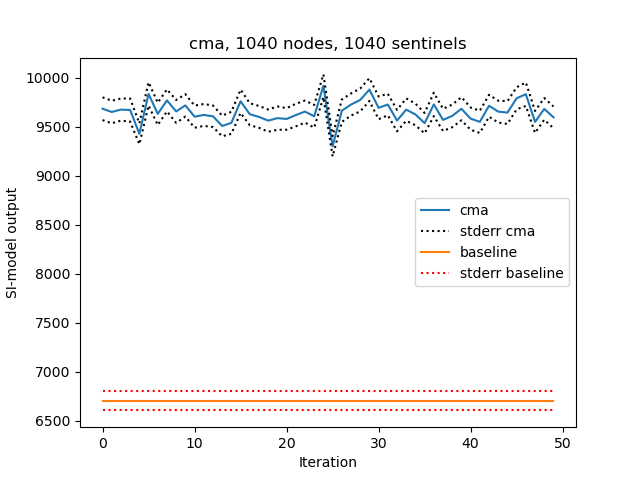 cma, 1040 nodes, 1040 sentinels
SI-model output
10000
9500
9000
8500
8000
7500
7000
6500
cma
stderr cma
baseline
stderr baseline
0 10 20 30 40 50
Iteration